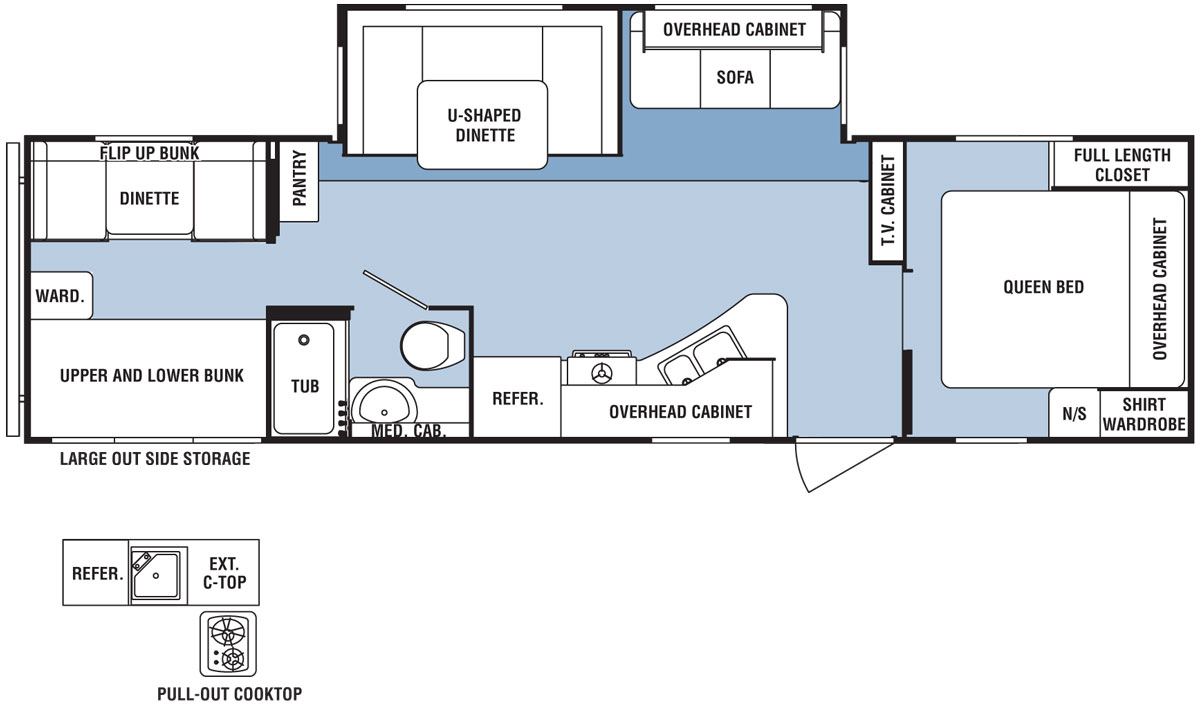 OVERHEAD CABINET
SOFA
U-SHAPED
DINETTE
FLIP UP BUNK
DINETTE
PANTRY
T.V. CABINET
FULL LENGTH
CLOSET
WARD.
QUEEN BED
OVERHEAD CABINET
UPPER AND LOWER BUNK
TUB
REFER.
OVERHEAD CABINET
MED. CAB.
N/S
SHIRT
WARDROBE
LARGE OUT SIDE STORAGE
REFER.
EXT.
C-TOP
PULL-OUT COOKTOP